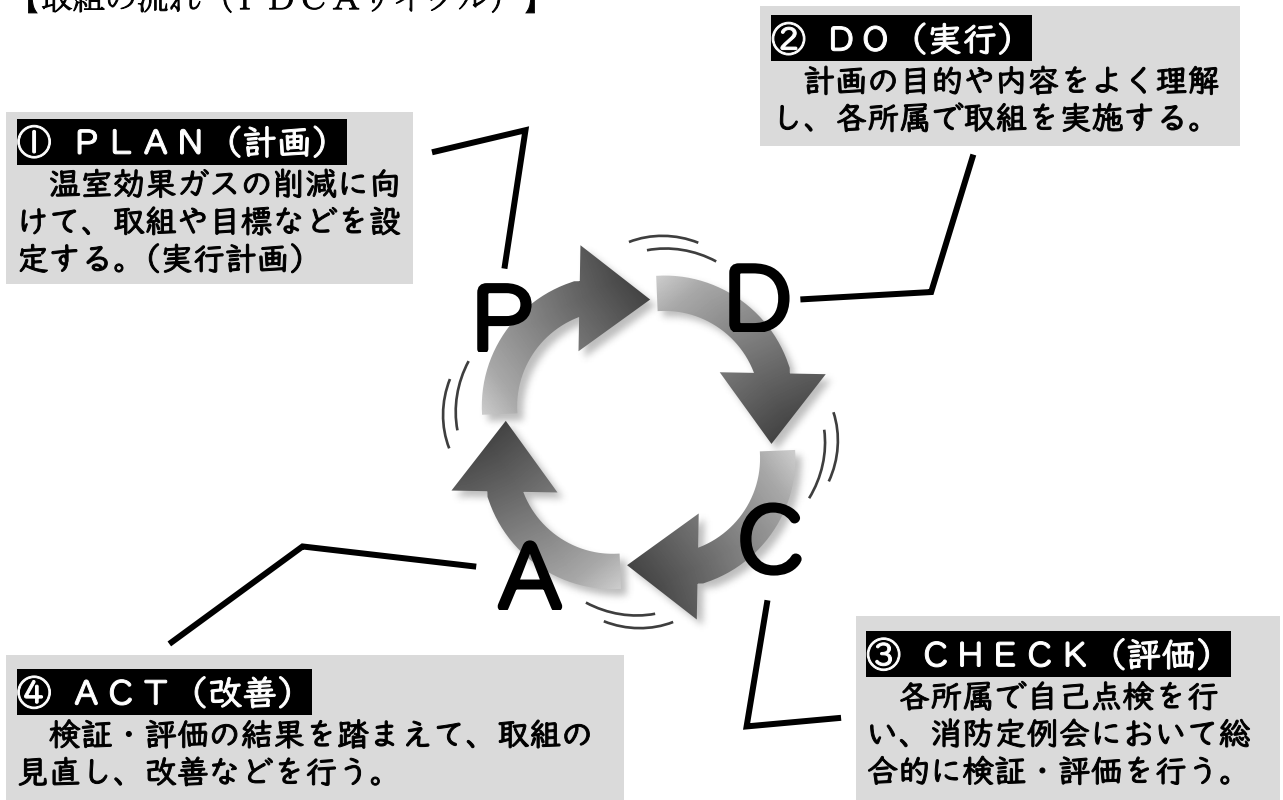 【取組の流れ（ＰＤＣＡサイクル）】
① ＰＬＡＮ（計画）
温室効果ガスの削減に向
けて、取組や目標などを設
定する。（実行計画）
② ＤＯ（実行）
計画の目的や内容をよく理解
し、各所属で取組を実施する。
P
D
C
A
③ ＣＨＥＣＫ（評価）
各所属で自己点検を行
い、消防定例会において総
合的に検証・評価を行う。
④ ＡＣＴ（改善）
検証・評価の結果を踏まえて、取組の
見直し、改善などを行う。